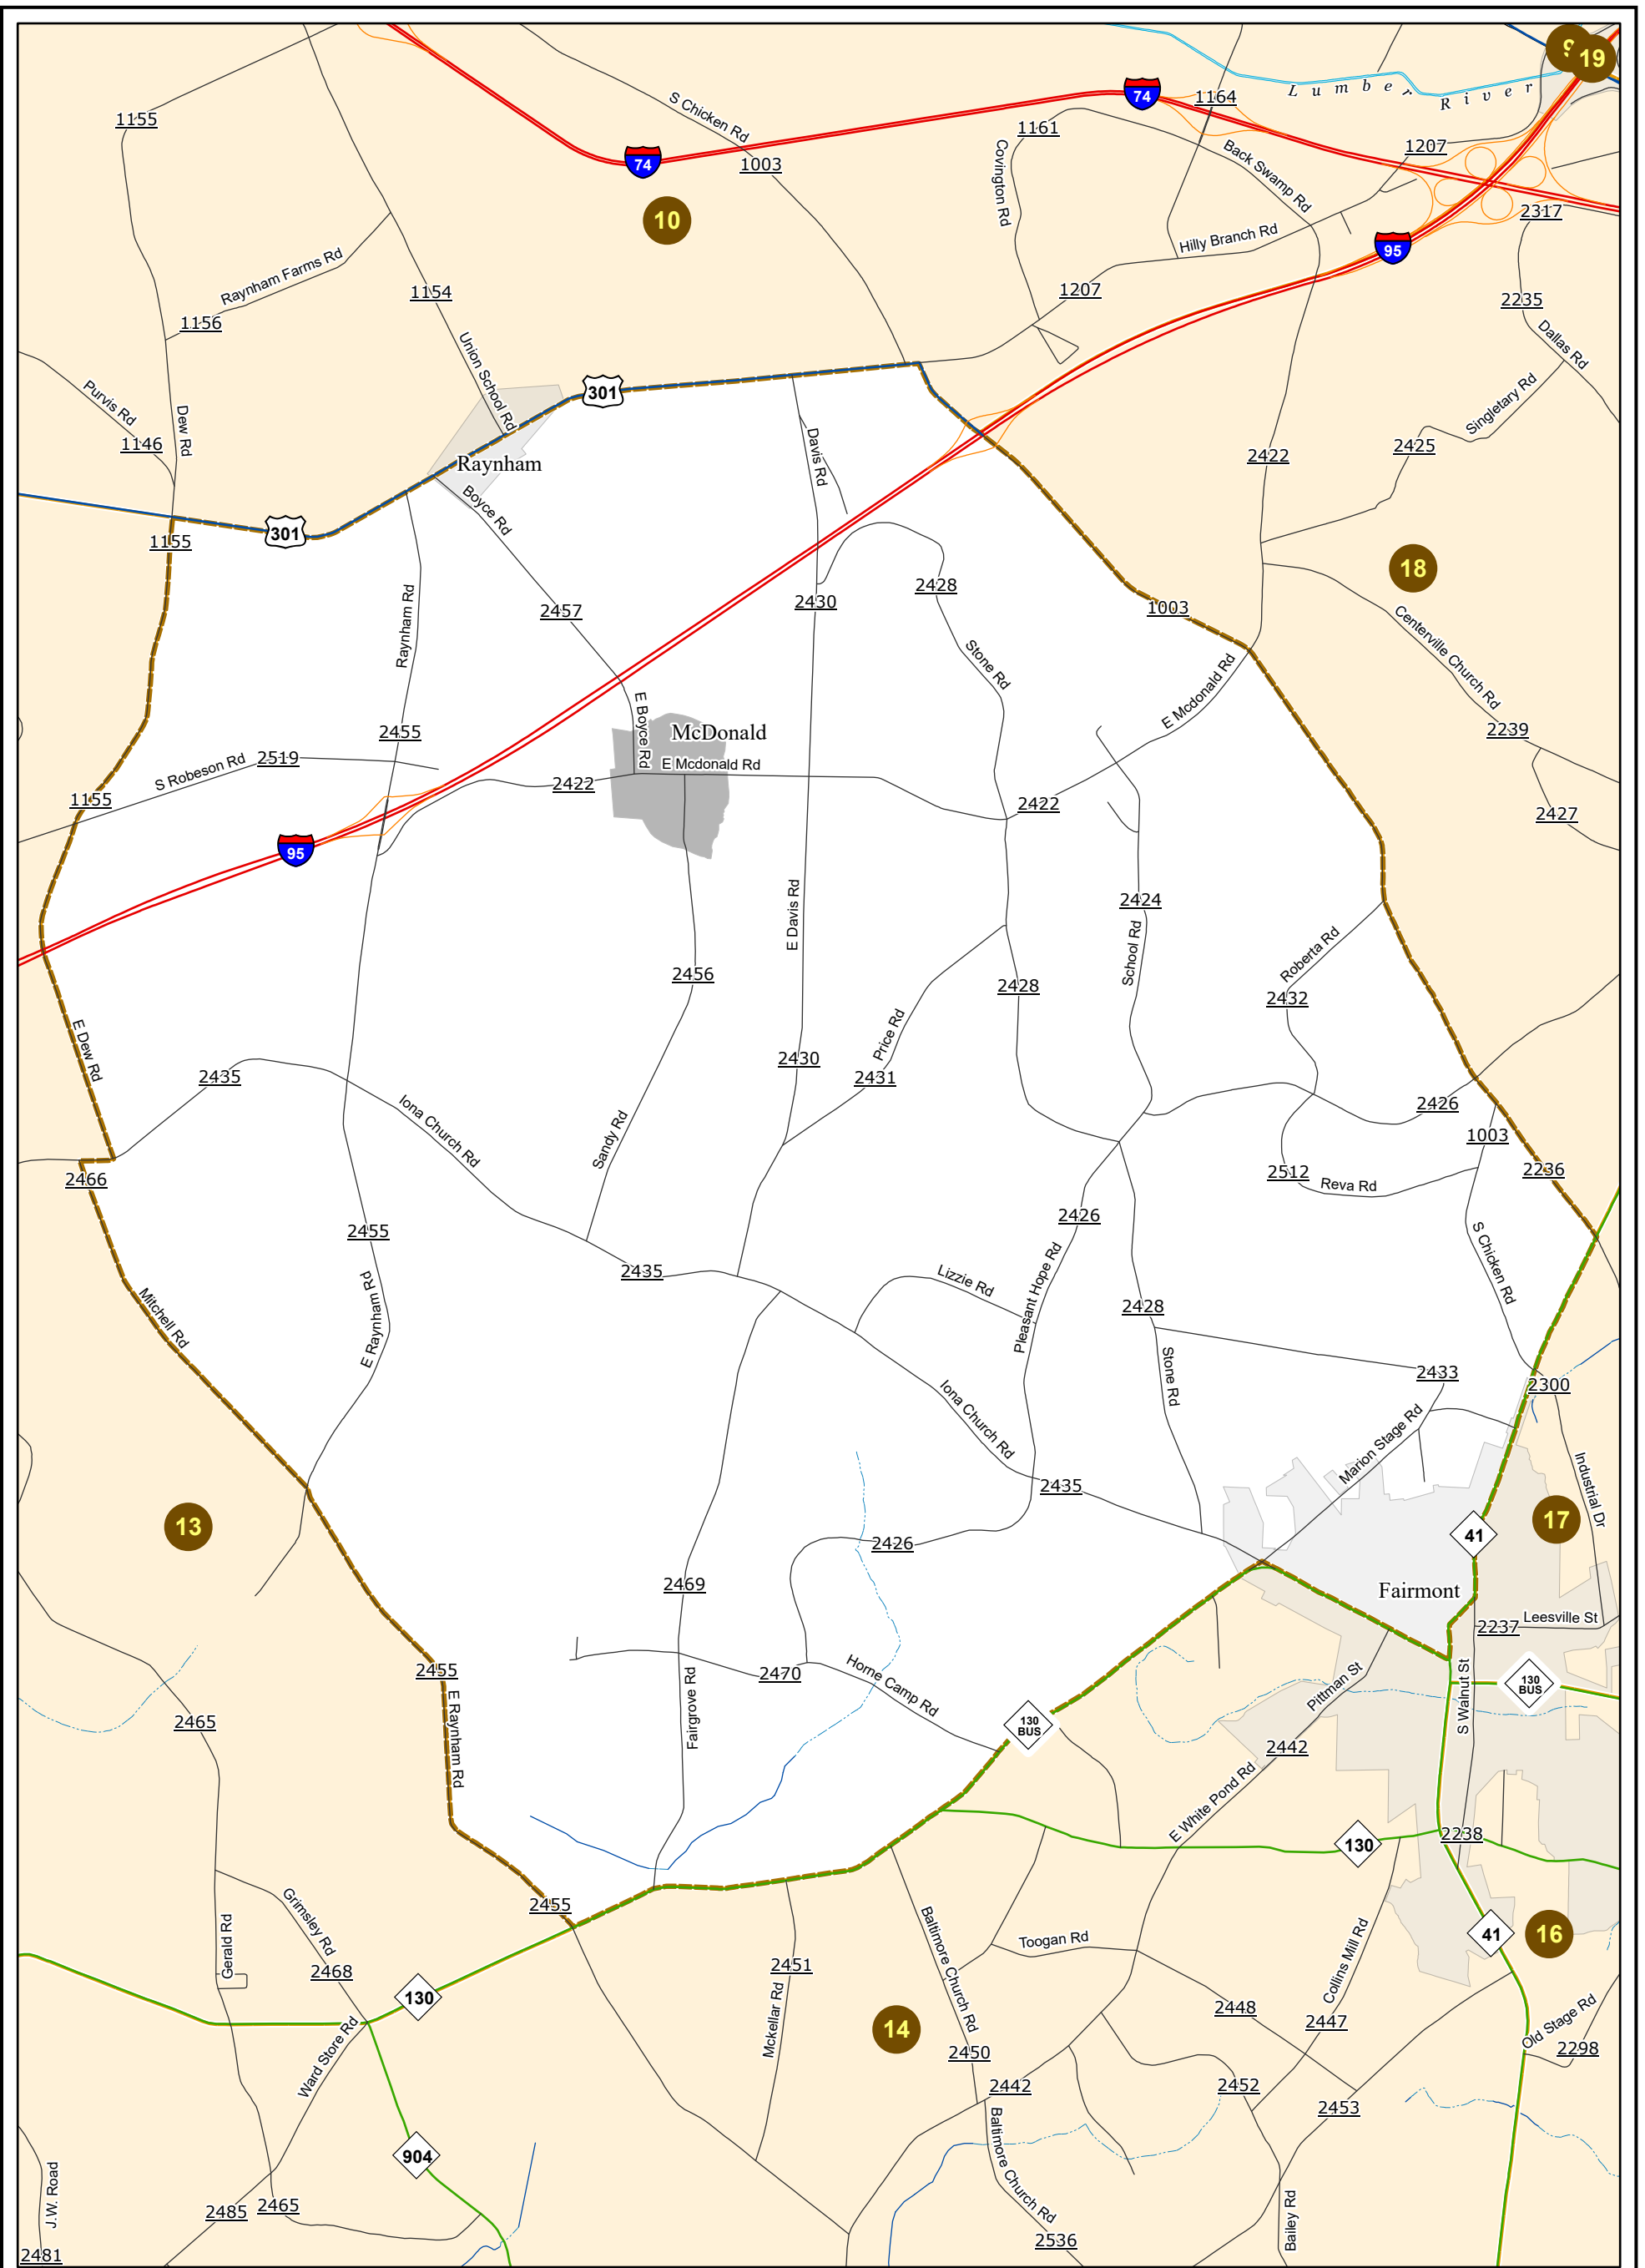 9
19
1155
S Chicken Rd
1003
74
74
1164
Lumber River
1161
Covington Rd
Back Swamp Rd
1207
10
Hilly Branch Rd
95
2317
Raynham Farms Rd
1154
1156
1207
2235
Dallas Rd
Union School Rd
Purvis Rd
1146
Dew Rd
301
Singletary Rd
2425
Davis Rd
2422
Raynham
Boyce Rd
301
1155
18
2428
2430
1003
2457
Raynham Rd
Centerville Church Rd
Stone Rd
E Mcdonald Rd
E Boyce Rd
McDonald
2455
2239
S Robeson Rd
2519
E Mcdonald Rd
2422
2422
1155
2427
95
2424
E Davis Rd
School Rd
Roberta Rd
2456
2428
2432
E Dew Rd
Price Rd
2430
2435
2431
Iona Church Rd
Sandy Rd
2426
1003
2466
2512
Reva Rd
2236
2455
2426
S Chicken Rd
2435
Lizzie Rd
Pleasant Hope Rd
Mitchell Rd
E Raynham Rd
2428
Stone Rd
2433
2300
Iona Church Rd
Marion Stage Rd
2435
Industrial Dr
13
17
41
2426
2469
Fairmont
Leesville St
2237
2455
E Raynham Rd
2470
Horne Camp Rd
Fairgrove Rd
Pittman St
S Walnut St
130
BUS
130
BUS
2465
2442
E White Pond Rd
130
2238
2455
Grimsley Rd
Gerald Rd
Baltimore Church Rd
Toogan Rd
Collins Mill Rd
41
16
2468
2451
130
Mckellar Rd
14
2448
2447
Old Stage Rd
2298
Ward Store Rd
2450
2442
2452
2453
904
Baltimore Church Rd
J.W. Road
2485
2465
Bailey Rd
2536
2481